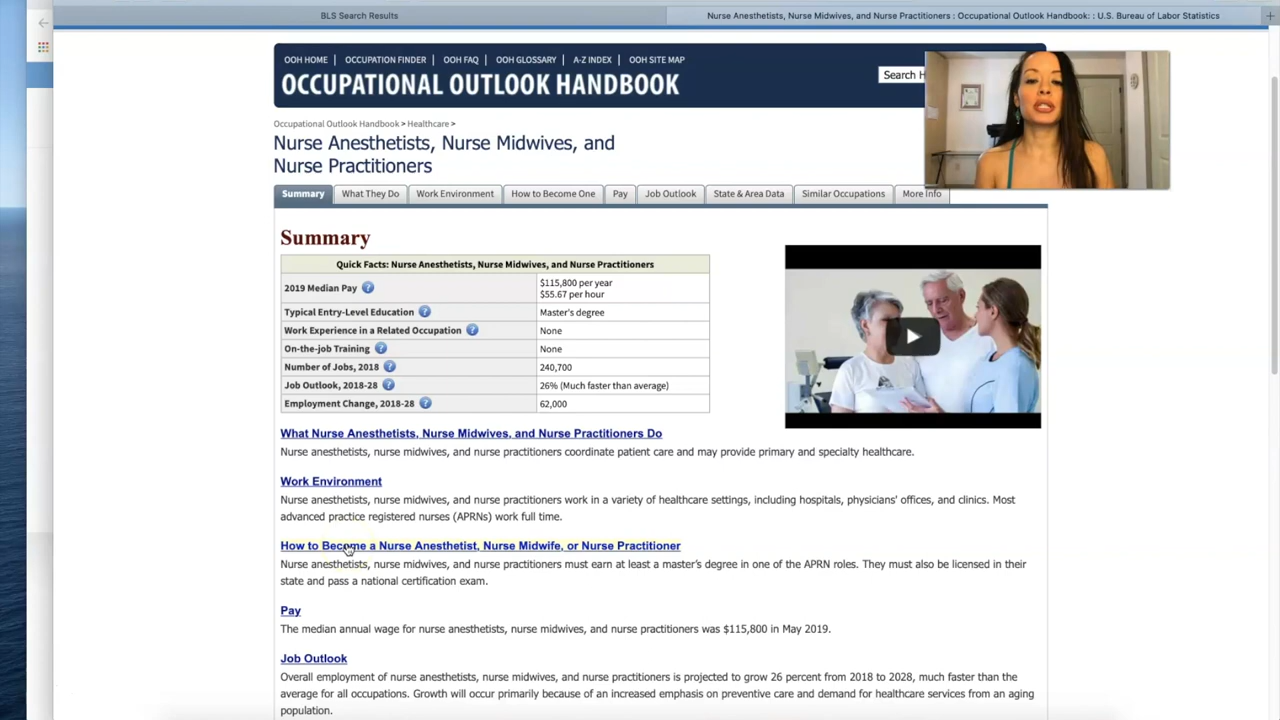 BLS Search Results
Nurse Anesthetists, Nurse Midwives, and Nurse Practitioners : Occupational Outlook Handbook: : U.S. Bureau of Labor Statistics
OOH HOME | OCCUPATION FINDER | OOH FAQ | OOH GLOSSARY | A-Z INDEX | OOH SITE MAP
OCCUPATIONAL OUTLOOK HANDBOOK
Search H
Occupational Outlook Handbook > Healthcare >
Nurse Anesthetists, Nurse Midwives, and
Nurse Practitioners
Summary What They Do Work Environment How to Become One Pay Job Outlook State & Area Data Similar Occupations More Info
Summary
Quick Facts: Nurse Anesthetists, Nurse Midwives, and Nurse Practitioners
2019 Median Pay ? $115,800 per year
$55.67 per hour
Typical Entry-Level Education ? Master's degree
Work Experience in a Related Occupation ? None
On-the-job Training ? None
Number of Jobs, 2018 ? 240,700
Job Outlook, 2018-28 ? 26% (Much faster than average)
Employment Change, 2018-28 ? 62,000
What Nurse Anesthetists, Nurse Midwives, and Nurse Practitioners Do
Nurse anesthetists, nurse midwives, and nurse practitioners coordinate patient care and may provide primary and specialty healthcare.
Work Environment
Nurse anesthetists, nurse midwives, and nurse practitioners work in a variety of healthcare settings, including hospitals, physicians' offices, and clinics. Most
advanced practice registered nurses (APRNs) work full time.
How to Become a Nurse Anesthetist, Nurse Midwife, or Nurse Practitioner
Nurse anesthetists, nurse midwives, and nurse practitioners must earn at least a master's degree in one of the APRN roles. They must also be licensed in their
state and pass a national certification exam.
Pay
The median annual wage for nurse anesthetists, nurse midwives, and nurse practitioners was $115,800 in May 2019.
Job Outlook
Overall employment of nurse anesthetists, nurse midwives, and nurse practitioners is projected to grow 26 percent from 2018 to 2028, much faster than the
average for all occupations. Growth will occur primarily because of an increased emphasis on preventive care and demand for healthcare services from an aging
population.